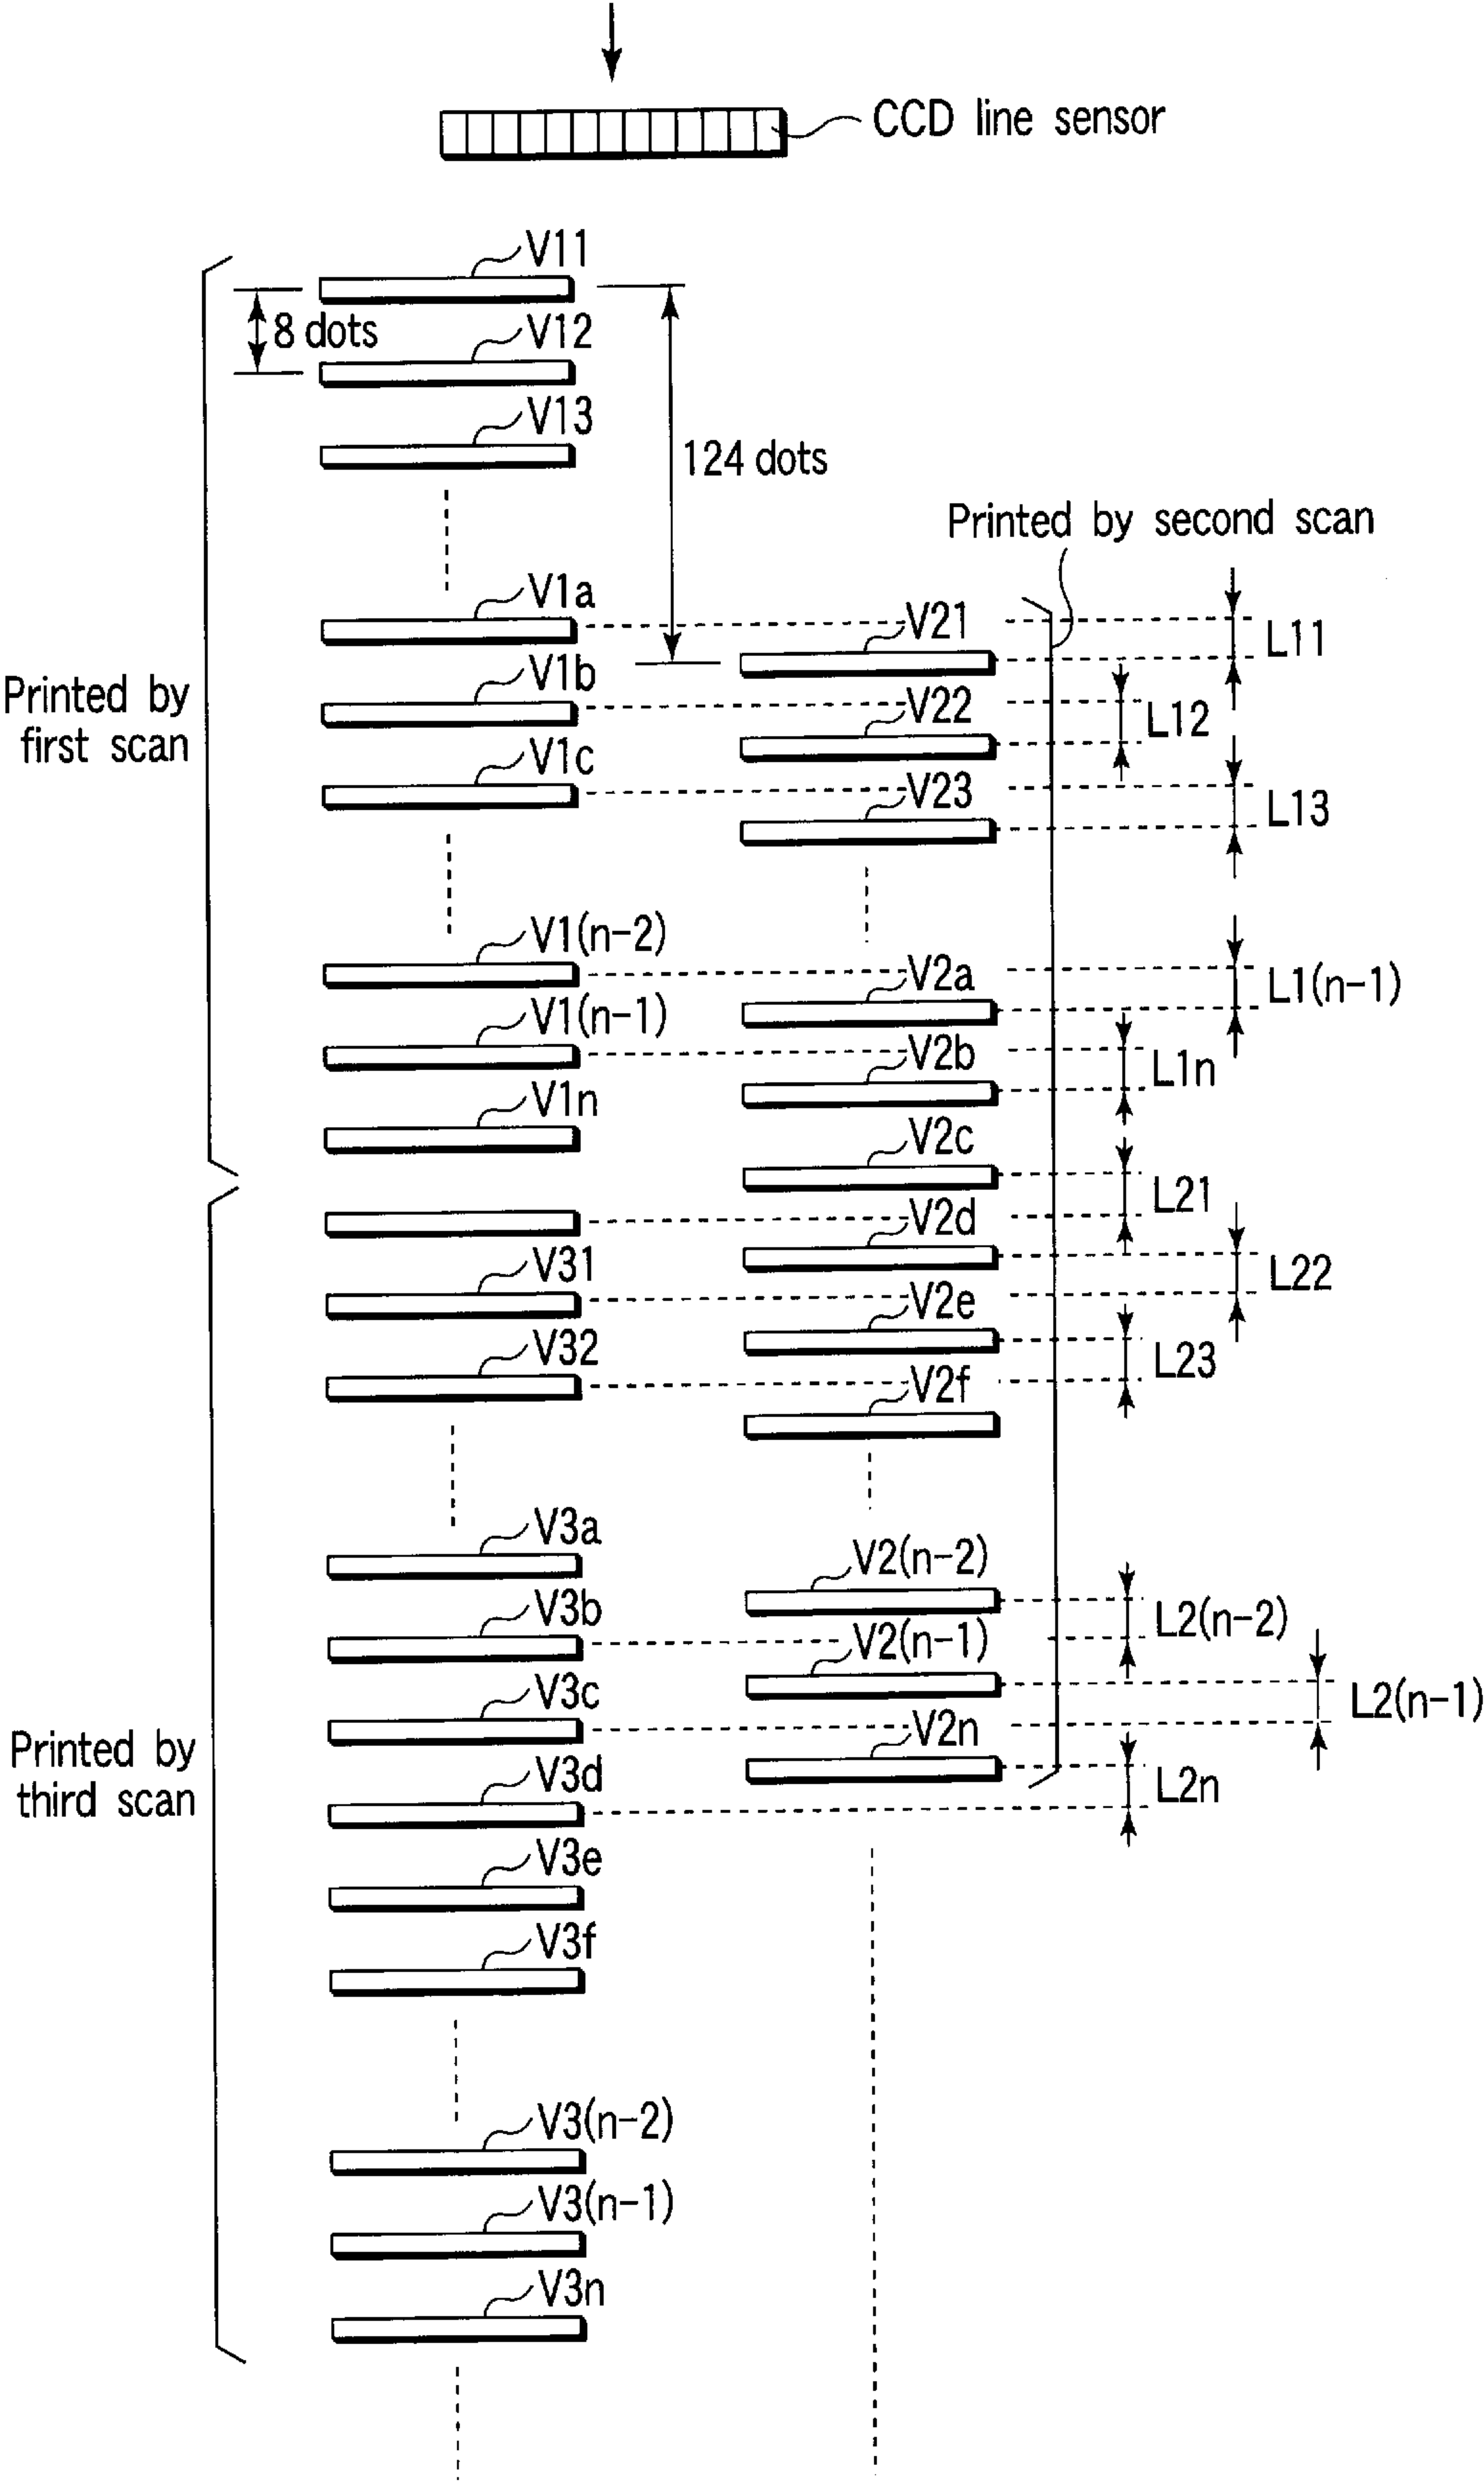 CCD line sensor
V11
8 dots
V12
V13
124 dots
Printed by second scan
V1a
V21
L11
Printed by
first scan
V1b
V22
L12
V1c
V23
L13
V1(n-2)
V2a
L1(n-1)
V1(n-1)
V2b
L1n
V1n
V2c
L21
V2d
V31
L22
V2e
V32
L23
V2f
V3a
V2(n-2)
V3b
L2(n-2)
V2(n-1)
V3c
L2(n-1)
V2n
Printed by
third scan
V3d
L2n
V3e
V3f
V3(n-2)
V3(n-1)
V3n